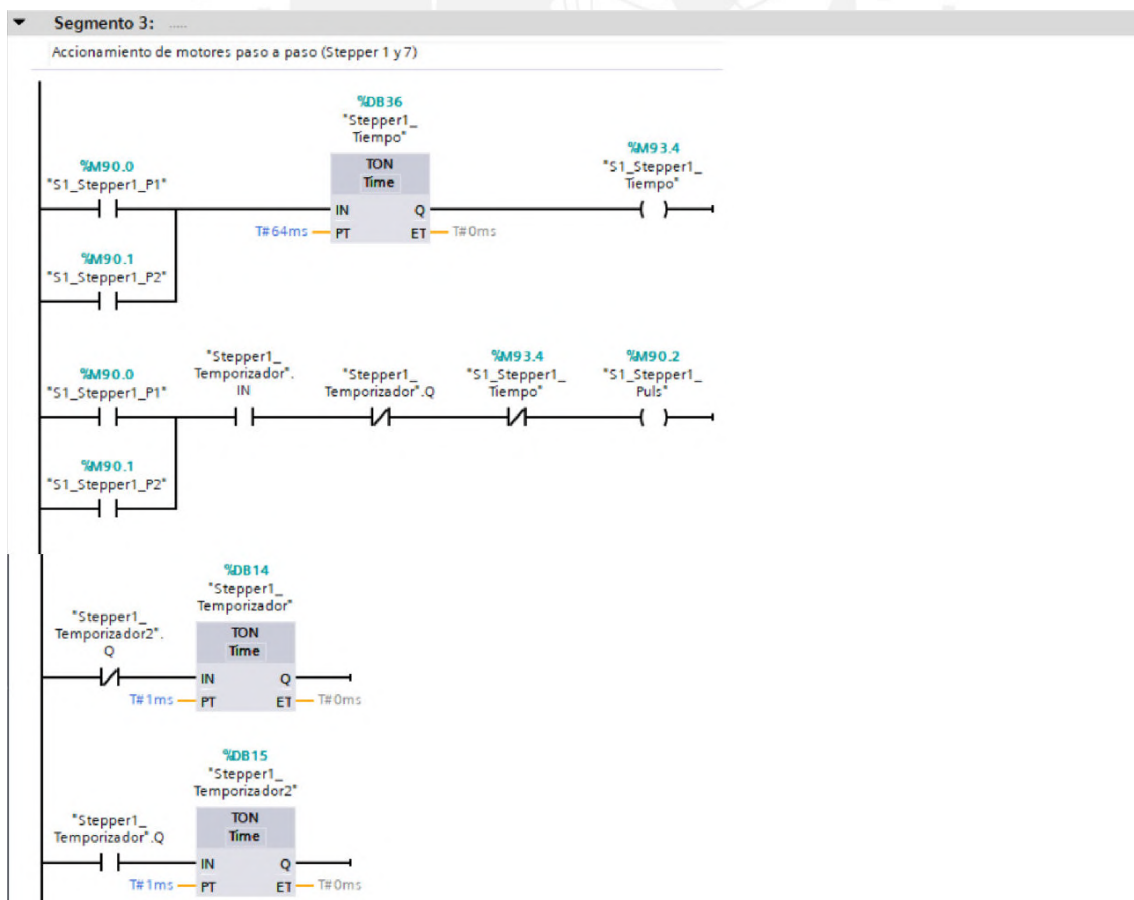 Segmento 3: .....
Accionamiento de motores paso a paso (Stepper 1 y 7)
%DB36
"Stepper1_
Tiempo"
%M90.0
"S1_Stepper1_P1"
TON
Time
%M93.4
"S1_Stepper1_
Tiempo"
IN
Q
T#64ms
PT
ET
T#0ms
%M90.1
"S1_Stepper1_P2"
%M90.0
"S1_Stepper1_P1"
"Stepper1_
Temporizador".
IN
"Stepper1_
Temporizador".Q
%M93.4
"S1_Stepper1_
Tiempo"
%M90.2
"S1_Stepper1_
Puls"
%M90.1
"S1_Stepper1_P2"
%DB14
"Stepper1_
Temporizador"
"Stepper1_
Temporizador2".
Q
TON
Time
IN
Q
T#1ms
PT
ET
T#0ms
%DB15
"Stepper1_
Temporizador2"
"Stepper1_
Temporizador".Q
TON
Time
IN
Q
T#1ms
PT
ET
T#0ms